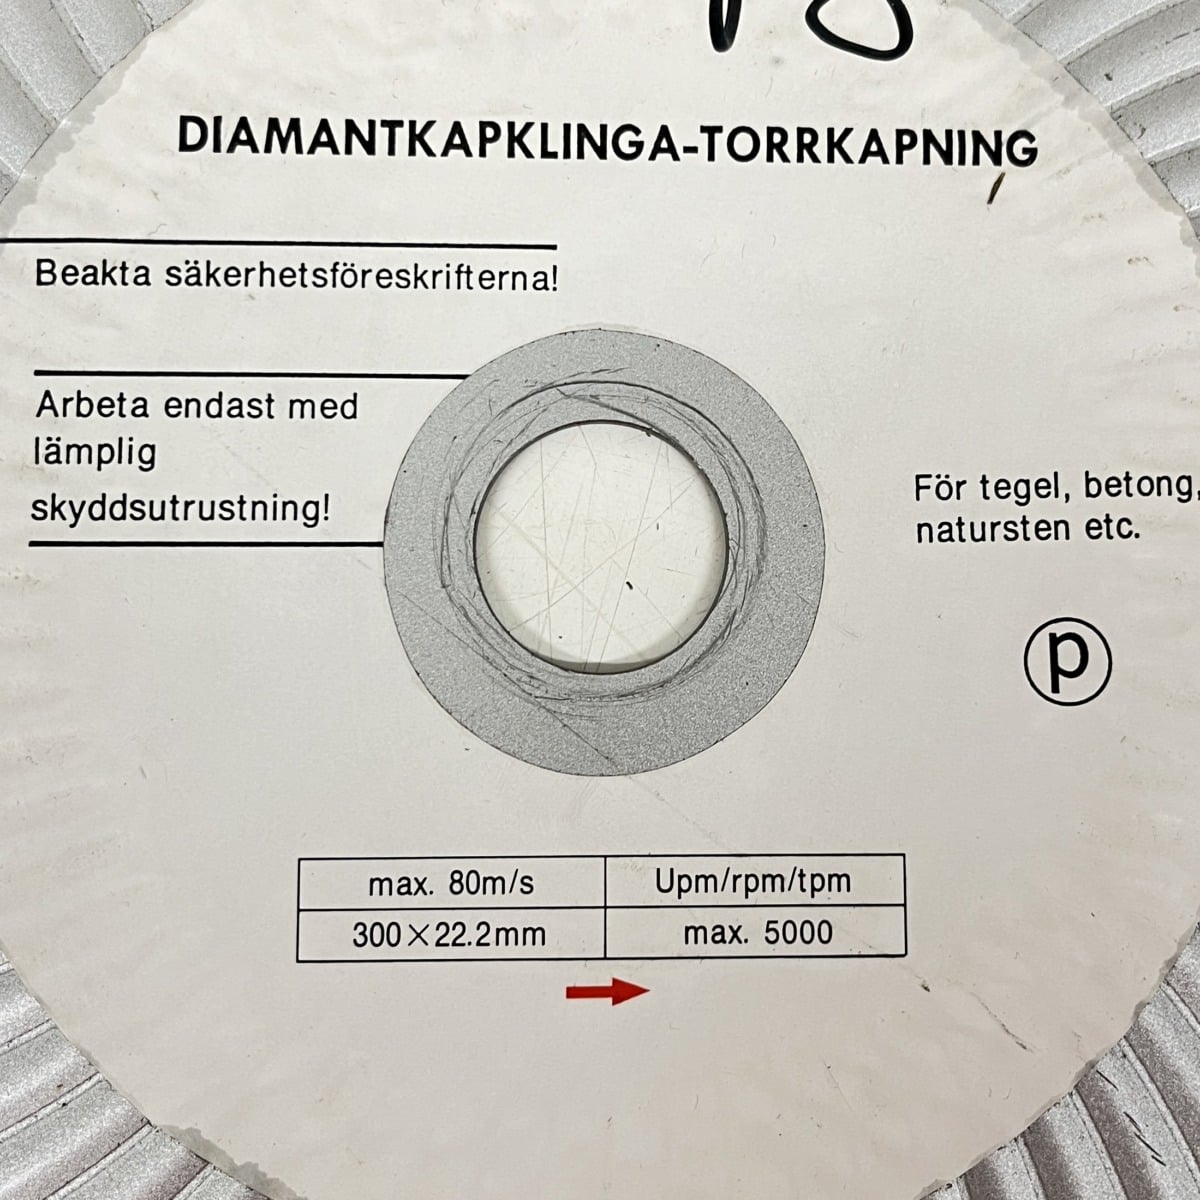 DIAMANTKAPKLINGA-TORRKAPNING
Beakta säkerhetsföreskrifterna!
Arbeta endast med
lämplig
skyddsutrustning!
För tegel, betong,
natursten etc.
p
max. 80m/s Upm/rpm/tpm
300×22.2mm max. 5000